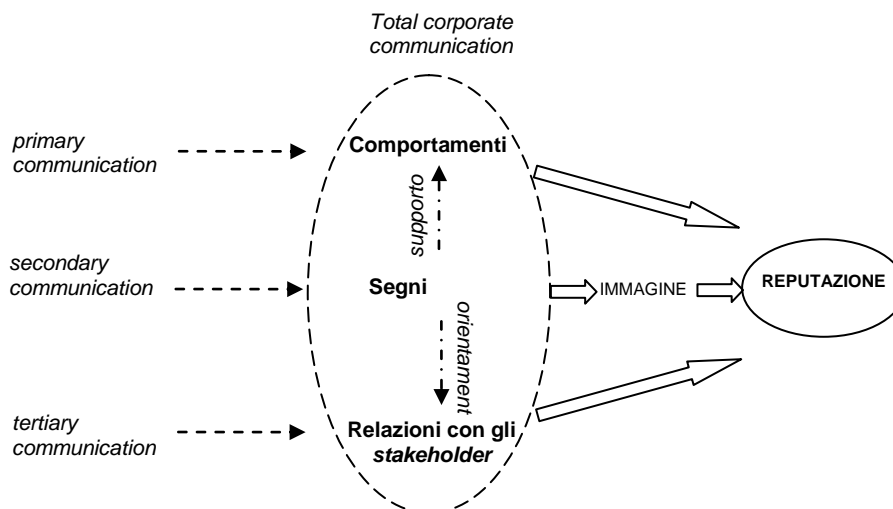 Total corporate
communication
primary
communication
Comportamenti
supporto
secondary
communication
Segni
IMMAGINE
REPUTAZIONE
orientament
tertiary
communication
Relazioni con gli
stakeholder